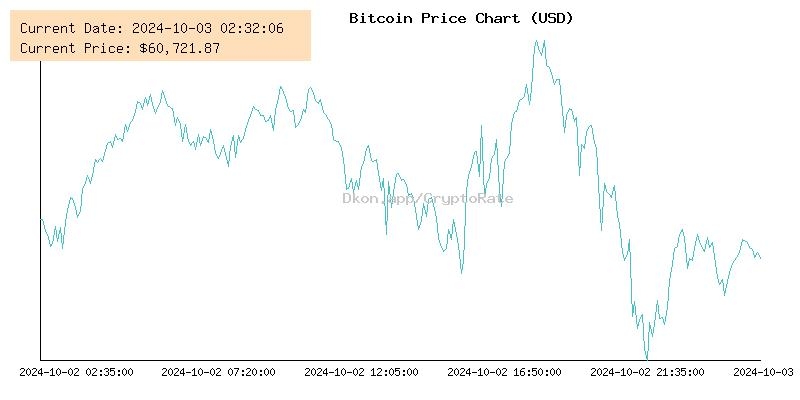 Bitcoin Price Chart (USD)
Current Date: 2024-10-03 02:32:06
Current Price: $60,721.87
Dkon.app/CryptoRate
2024-10-02 02:35:00
2024-10-02 07:20:00
2024-10-02 12:05:00
2024-10-02 16:50:00
2024-10-02 21:35:00
2024-10-03